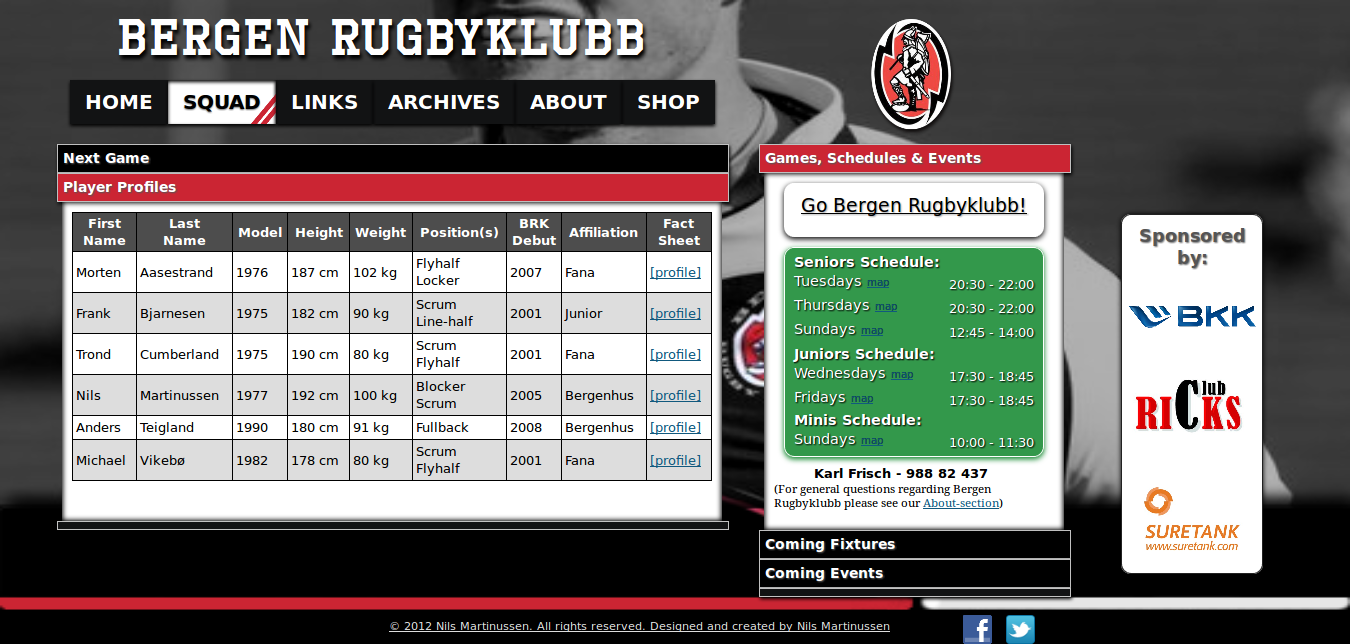 BERGEN RUGBYKLUBB
HOME SQUAD LINKS ARCHIVES ABOUT SHOP
Next Game
Player Profiles
First Name Last Name Model Height Weight Position(s) BRK Debut Affiliation Fact Sheet
Morten Aasestrand 1976 187 cm 102 kg Flyhalf Locker 2007 Fana [profile]
Frank Bjarnesen 1975 182 cm 90 kg Scrum Line-half 2001 Junior [profile]
Trond Cumberland 1975 190 cm 80 kg Scrum Flyhalf 2001 Fana [profile]
Nils Martinussen 1977 192 cm 100 kg Blocker Scrum 2005 Bergenhus [profile]
Anders Teigland 1990 180 cm 91 kg Fullback 2008 Bergenhus [profile]
Michael Vikebø 1982 178 cm 80 kg Scrum Flyhalf 2001 Fana [profile]
Games, Schedules & Events
Go Bergen Rugbyklubb!
Seniors Schedule:
Tuesdays map 20:30 - 22:00
Thursdays map 20:30 - 22:00
Sundays map 12:45 - 14:00
Juniors Schedule:
Wednesdays map 17:30 - 18:45
Fridays map 17:30 - 18:45
Minis Schedule:
Sundays map 10:00 - 11:30
Karl Frisch - 988 82 437
(For general questions regarding Bergen
Rugbyklubb please see our About-section)
Coming Fixtures
Coming Events
Sponsored
by:
BKK
Club
RICKS
SURETANK
www.suretank.com
© 2012 Nils Martinussen. All rights reserved. Designed and created by Nils Martinussen